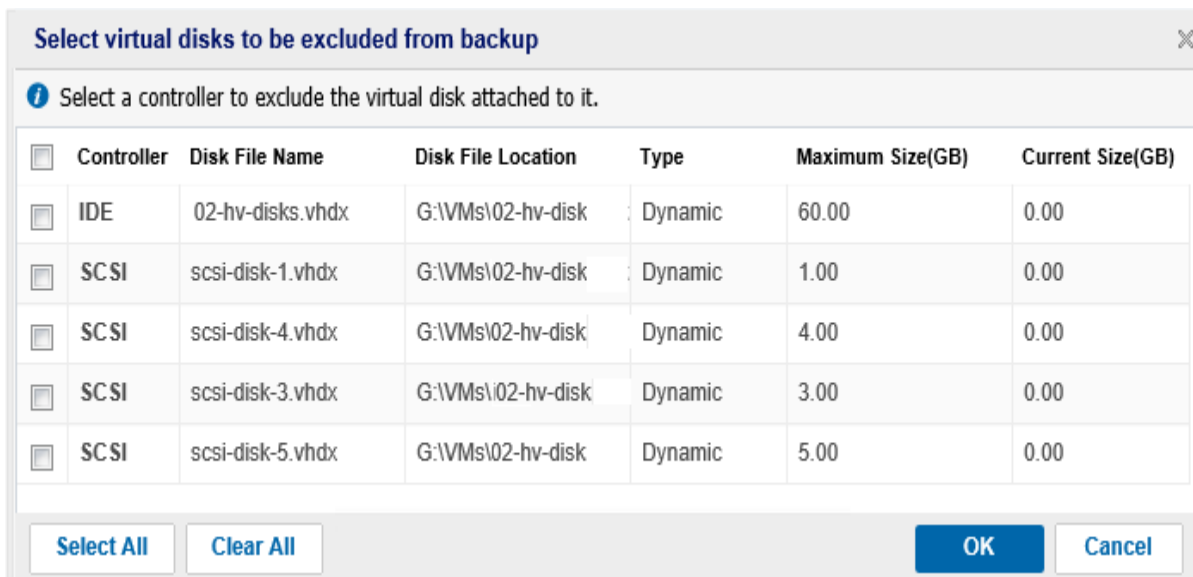 Select virtual disks to be excluded from backup
Select a controller to exclude the virtual disk attached to it.
Controller Disk File Name Disk File Location Type Maximum Size(GB) Current Size(GB)
IDE 02-hv-disks.vhdx G:\VMs\02-hv-disk Dynamic 60.00 0.00
SCSI scsi-disk-1.vhdx G:\VMs\02-hv-disk Dynamic 1.00 0.00
SCSI scsi-disk-4.vhdx G:\VMs\02-hv-disk Dynamic 4.00 0.00
SCSI scsi-disk-3.vhdx G:\VMs\i02-hv-disk Dynamic 3.00 0.00
SCSI scsi-disk-5.vhdx G:\VMs\02-hv-disk Dynamic 5.00 0.00
Select All Clear All OK Cancel